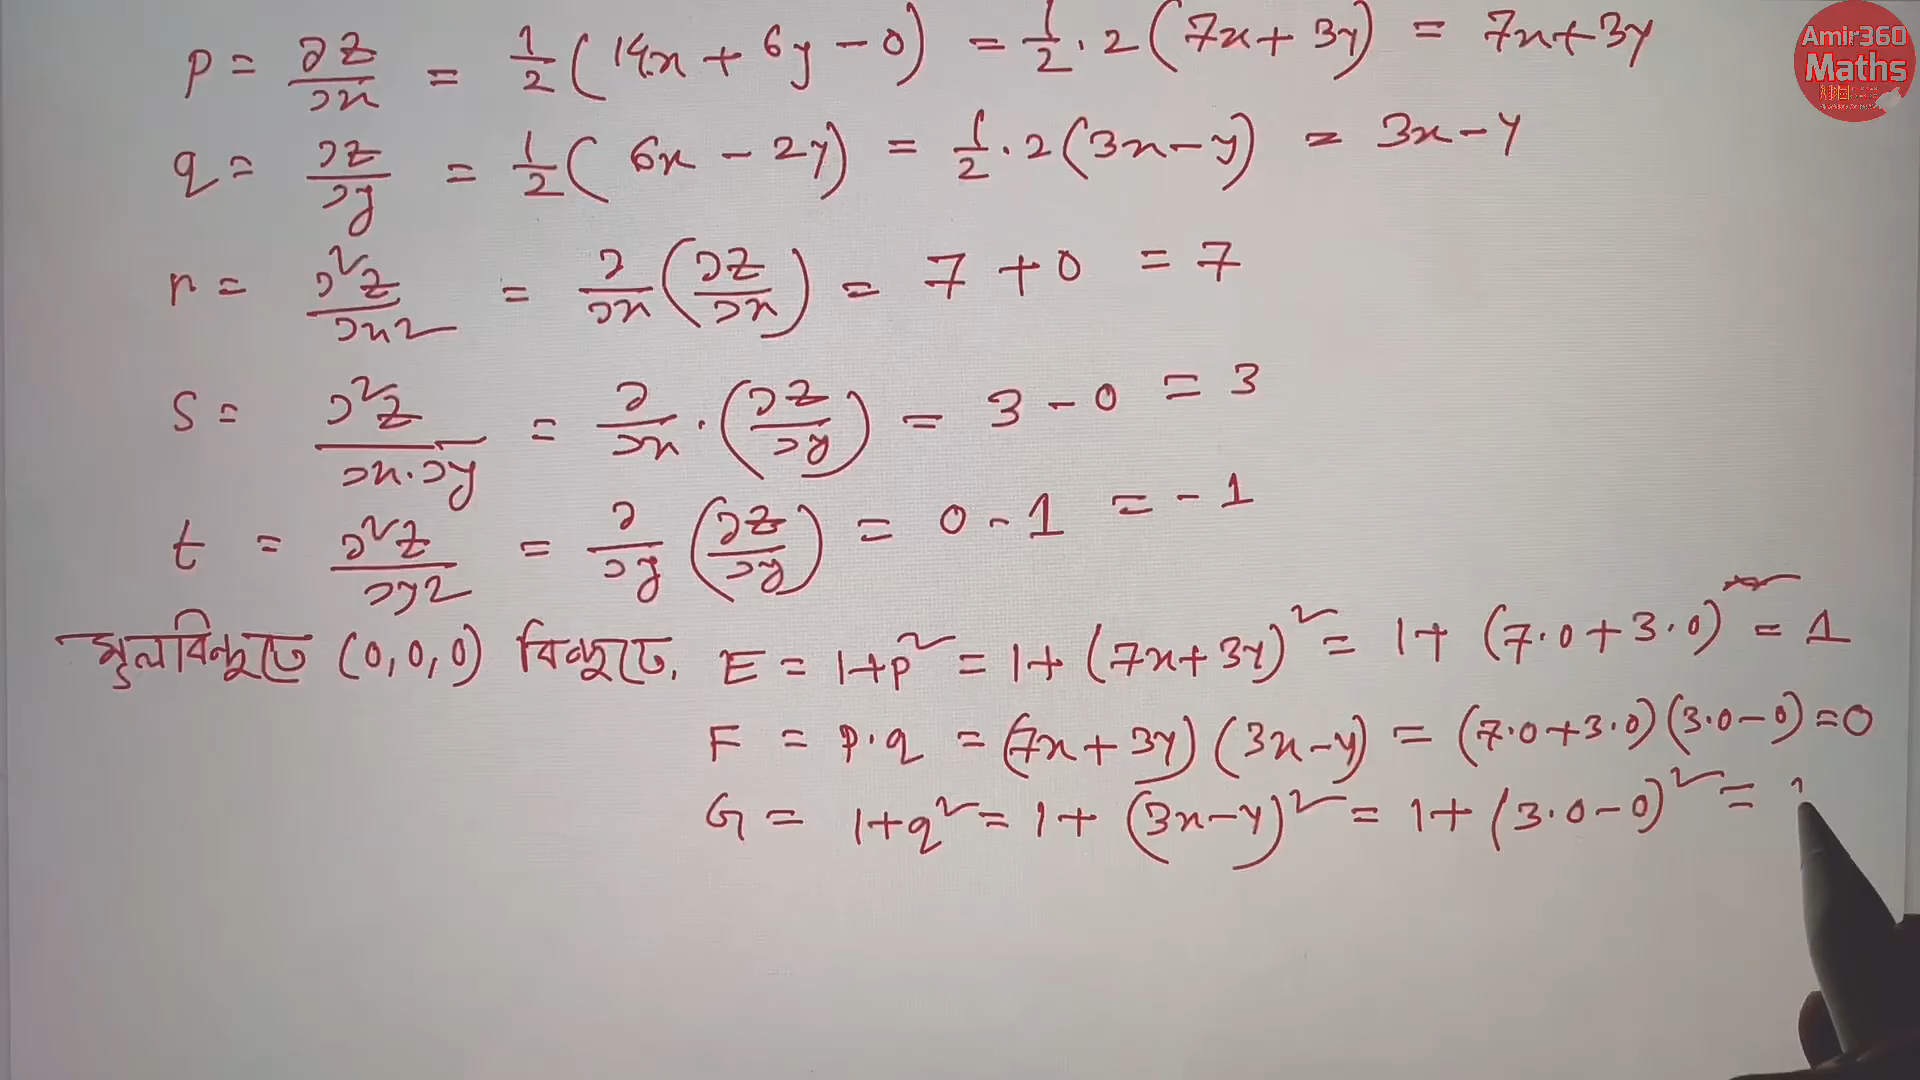 Amir360
Maths
p = ∂z/∂x = 1/2 (14x + 6y - 0) = 1/2 · 2 (7x + 3y) = 7x + 3y
q = ∂z/∂y = 1/2 (6x - 2y) = 1/2 · 2 (3x - y) = 3x - y
r = ∂²z/∂x² = ∂/∂x (∂z/∂x) = 7 + 0 = 7
s = ∂²z/∂x·∂y = ∂/∂x · (∂z/∂y) = 3 - 0 = 3
t = ∂²z/∂y² = ∂/∂y (∂z/∂y) = 0 - 1 = -1
মূলবিন্দুতে (0,0,0) বিন্দুতে, E = 1+p² = 1+ (7x+3y)² = 1+ (7·0+3·0)² = 1
F = p·q = (7x+3y) (3x-y) = (7·0+3·0) (3·0-0) = 0
G = 1+q² = 1+ (3x-y)² = 1+ (3·0-0)² =